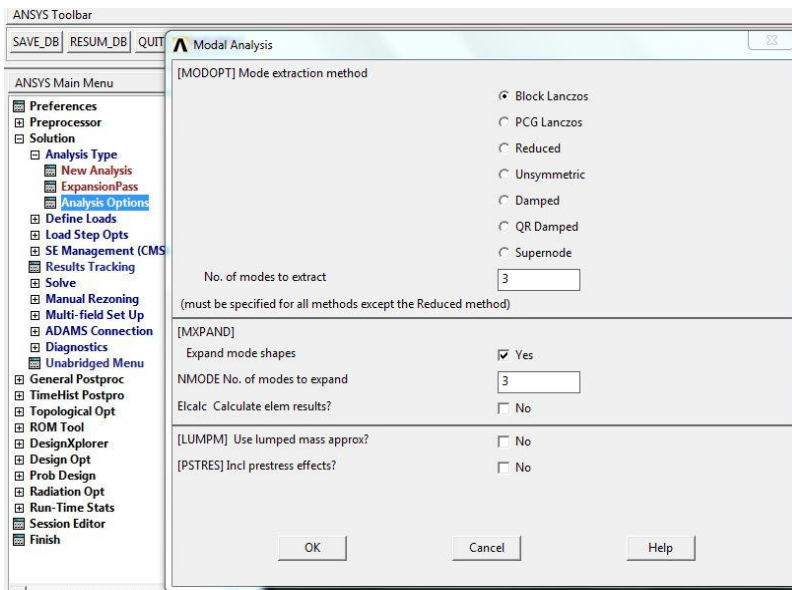 ANSYS Toolbar
SAVE_DB RESUM_DB QUIT
ANSYS Main Menu
Preferences
Preprocessor
Solution
Analysis Type
New Analysis
ExpansionPass
Analysis Options
Define Loads
Load Step Opts
SE Management (CMS
Results Tracking
Solve
Manual Rezoning
Multi-field Set Up
ADAMS Connection
Diagnostics
Unabridged Menu
General Postproc
TimeHist Postpro
Topological Opt
ROM Tool
DesignXplorer
Design Opt
Prob Design
Radiation Opt
Run-Time Stats
Session Editor
Finish
Modal Analysis
[MODOPT] Mode extraction method
Block Lanczos
PCG Lanczos
Reduced
Unsymmetric
Damped
QR Damped
Supernode
No. of modes to extract 3
(must be specified for all methods except the Reduced method)
[MXPAND]
Expand mode shapes Yes
NMODE No. of modes to expand 3
Elcalc Calculate elem results? No
[LUMPM] Use lumped mass approx? No
[PSTRES] Incl prestress effects? No
OK Cancel Help